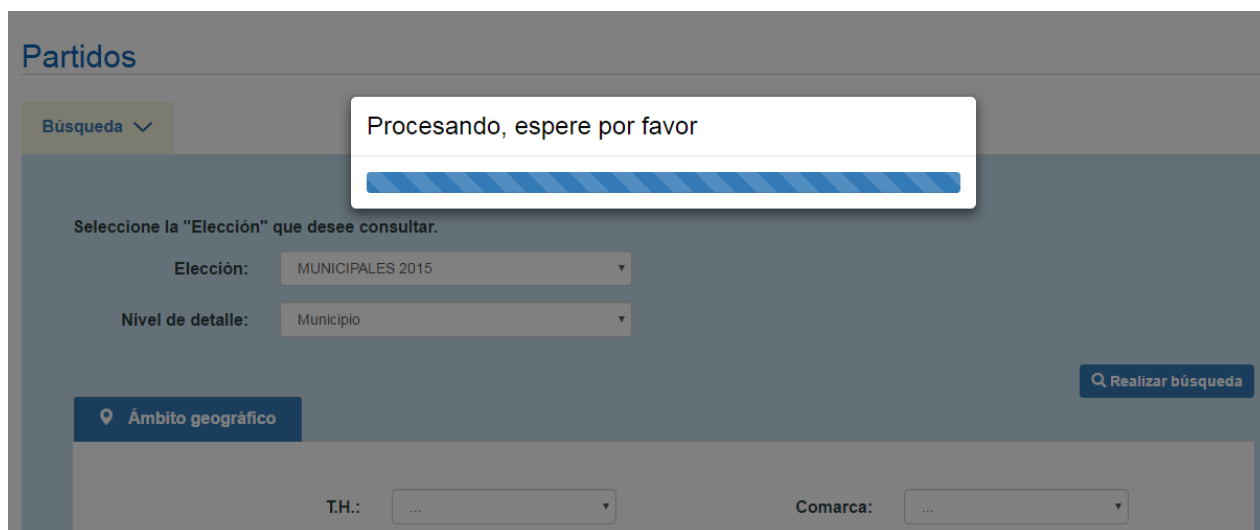 Partidos
Búsqueda
Procesando, espere por favor
Seleccione la "Elección" que desee consultar.
Elección: MUNICIPALES 2015
Nivel de detalle: Municipio
Realizar búsqueda
Ámbito geográfico
T.H.: ... Comarca: ...